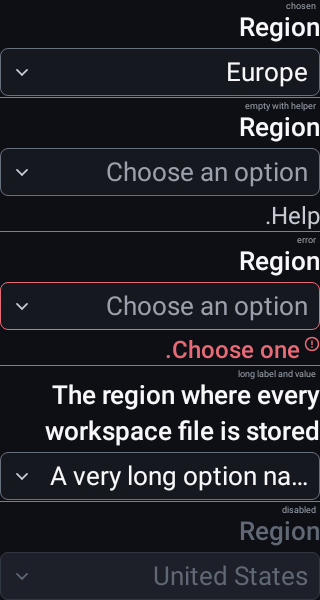 chosen
Region
Europe
empty with helper
Region
Choose an option
.Help
error
Region
Choose an option
.Choose one
long label and value
The region where every
workspace file is stored
A very long option na…
disabled
Region
United States